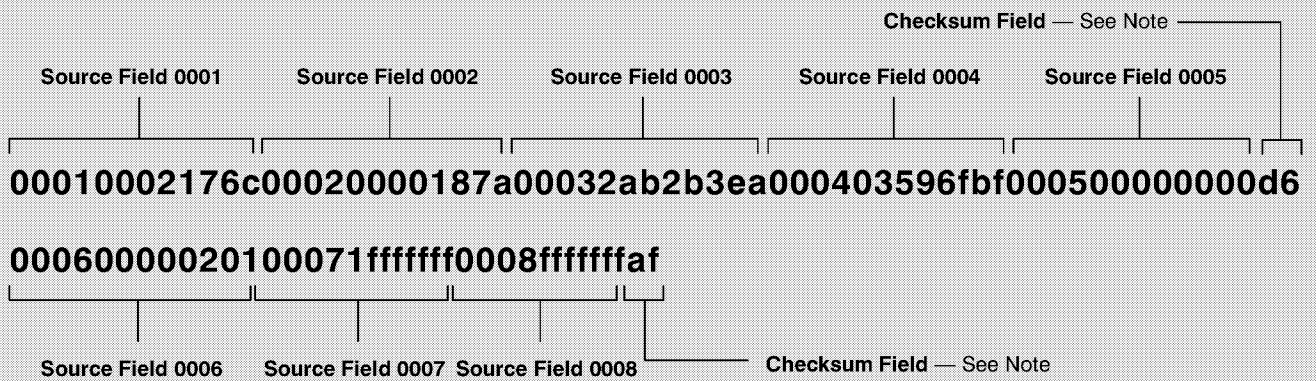 Checksum Field — See Note
Source Field 0001 Source Field 0002 Source Field 0003 Source Field 0004 Source Field 0005
00010002176c00020000187a00032ab2b3ea000403596fbf000500000000d6
00060000020100071fffffff0008fffffffaf
Source Field 0006 Source Field 0007 Source Field 0008 Checksum Field — See Note